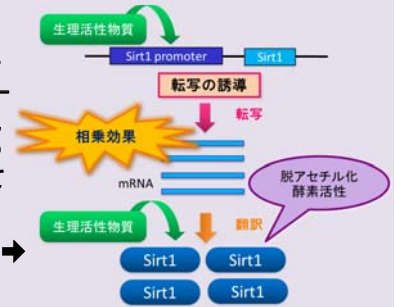 生理活性物質
Sirt1 promoter
Sirt1
転写の誘導
転写
相乗効果
mRNA
脱アセチル化
酵素活性
生理活性物質
翻訳
Sirt1
Sirt1
Sirt1
Sirt1